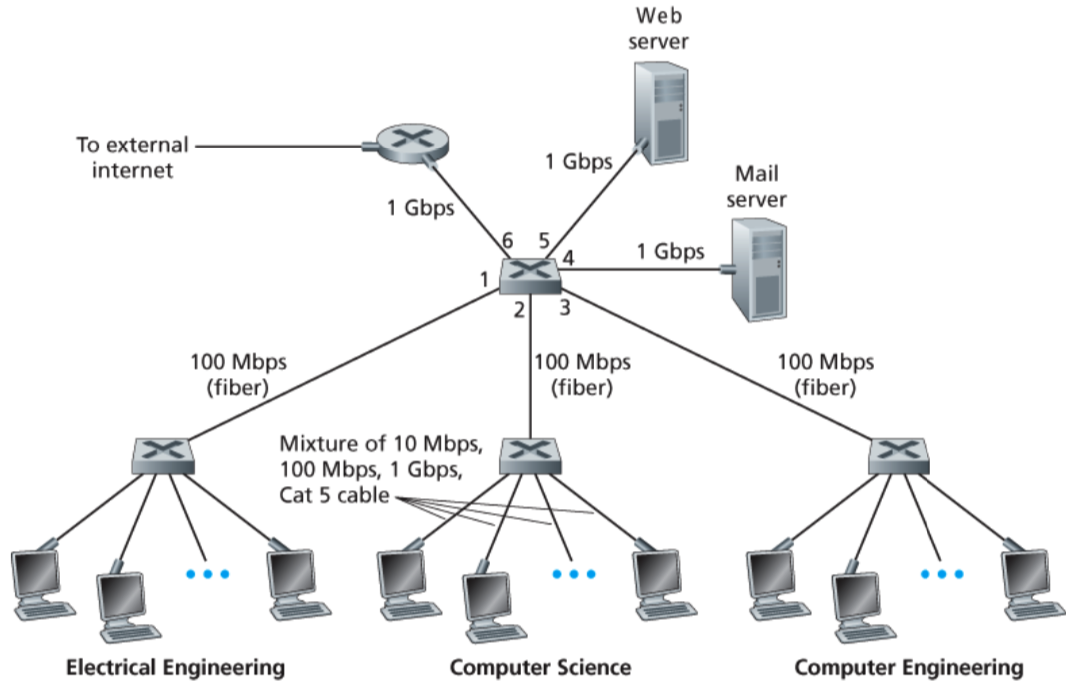 Web
server
To external
internet
1 Gbps
Mail
server
1 Gbps
6
5
4
1 Gbps
1
2
3
100 Mbps
(fiber)
100 Mbps
(fiber)
100 Mbps
(fiber)
Mixture of 10 Mbps,
100 Mbps, 1 Gbps,
Cat 5 cable
Electrical Engineering
Computer Science
Computer Engineering